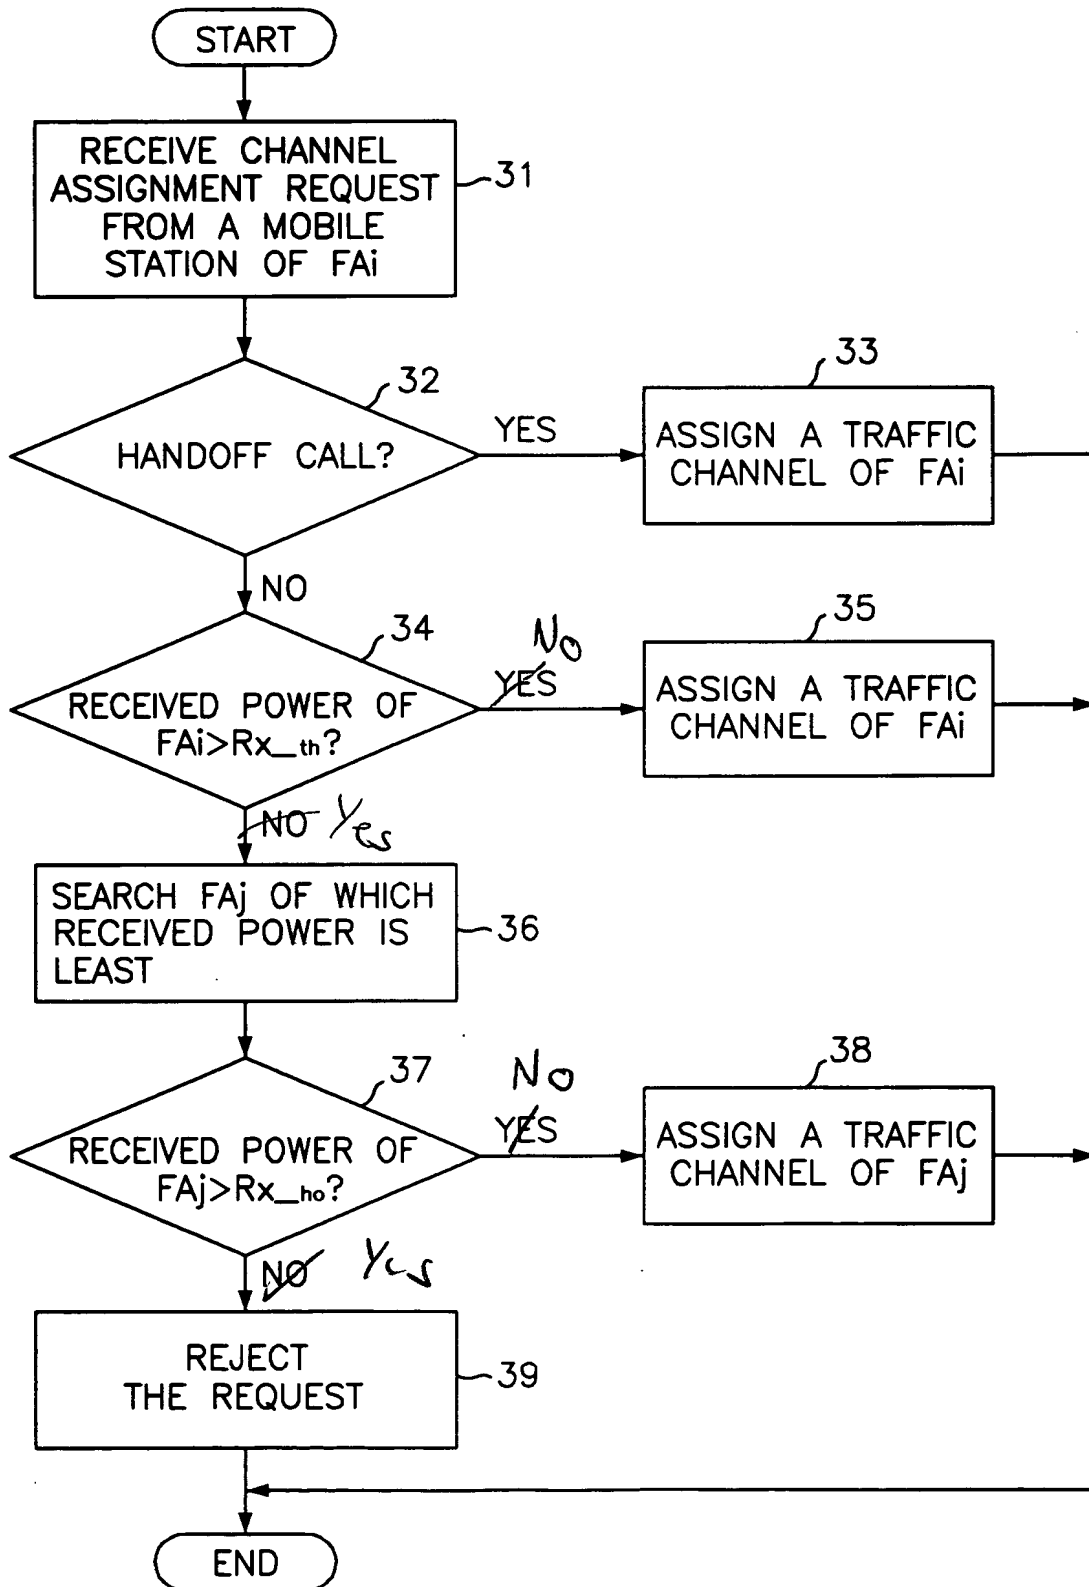 START
RECEIVE CHANNEL
ASSIGNMENT REQUEST
FROM A MOBILE
STATION OF FAi
31
32
HANDOFF CALL?
YES
33
ASSIGN A TRAFFIC
CHANNEL OF FAi
NO
34
RECEIVED POWER OF
FAi>Rx_th?
No
YES
35
ASSIGN A TRAFFIC
CHANNEL OF FAi
NO Yes
SEARCH FAj OF WHICH
RECEIVED POWER IS
LEAST
36
37
RECEIVED POWER OF
FAj>Rx_ho?
No
YES
38
ASSIGN A TRAFFIC
CHANNEL OF FAj
NO Yes
REJECT
THE REQUEST
39
END